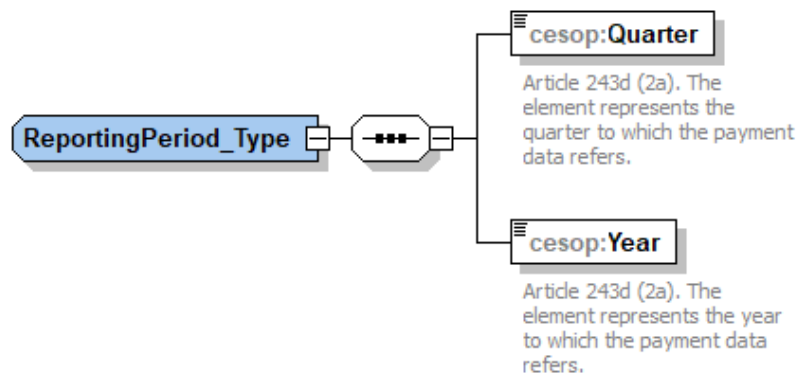 cesop:Quarter
Article 243d (2a). The
element represents the
quarter to which the payment
data refers.
ReportingPeriod_Type
cesop:Year
Article 243d (2a). The
element represents the year
to which the payment data
refers.